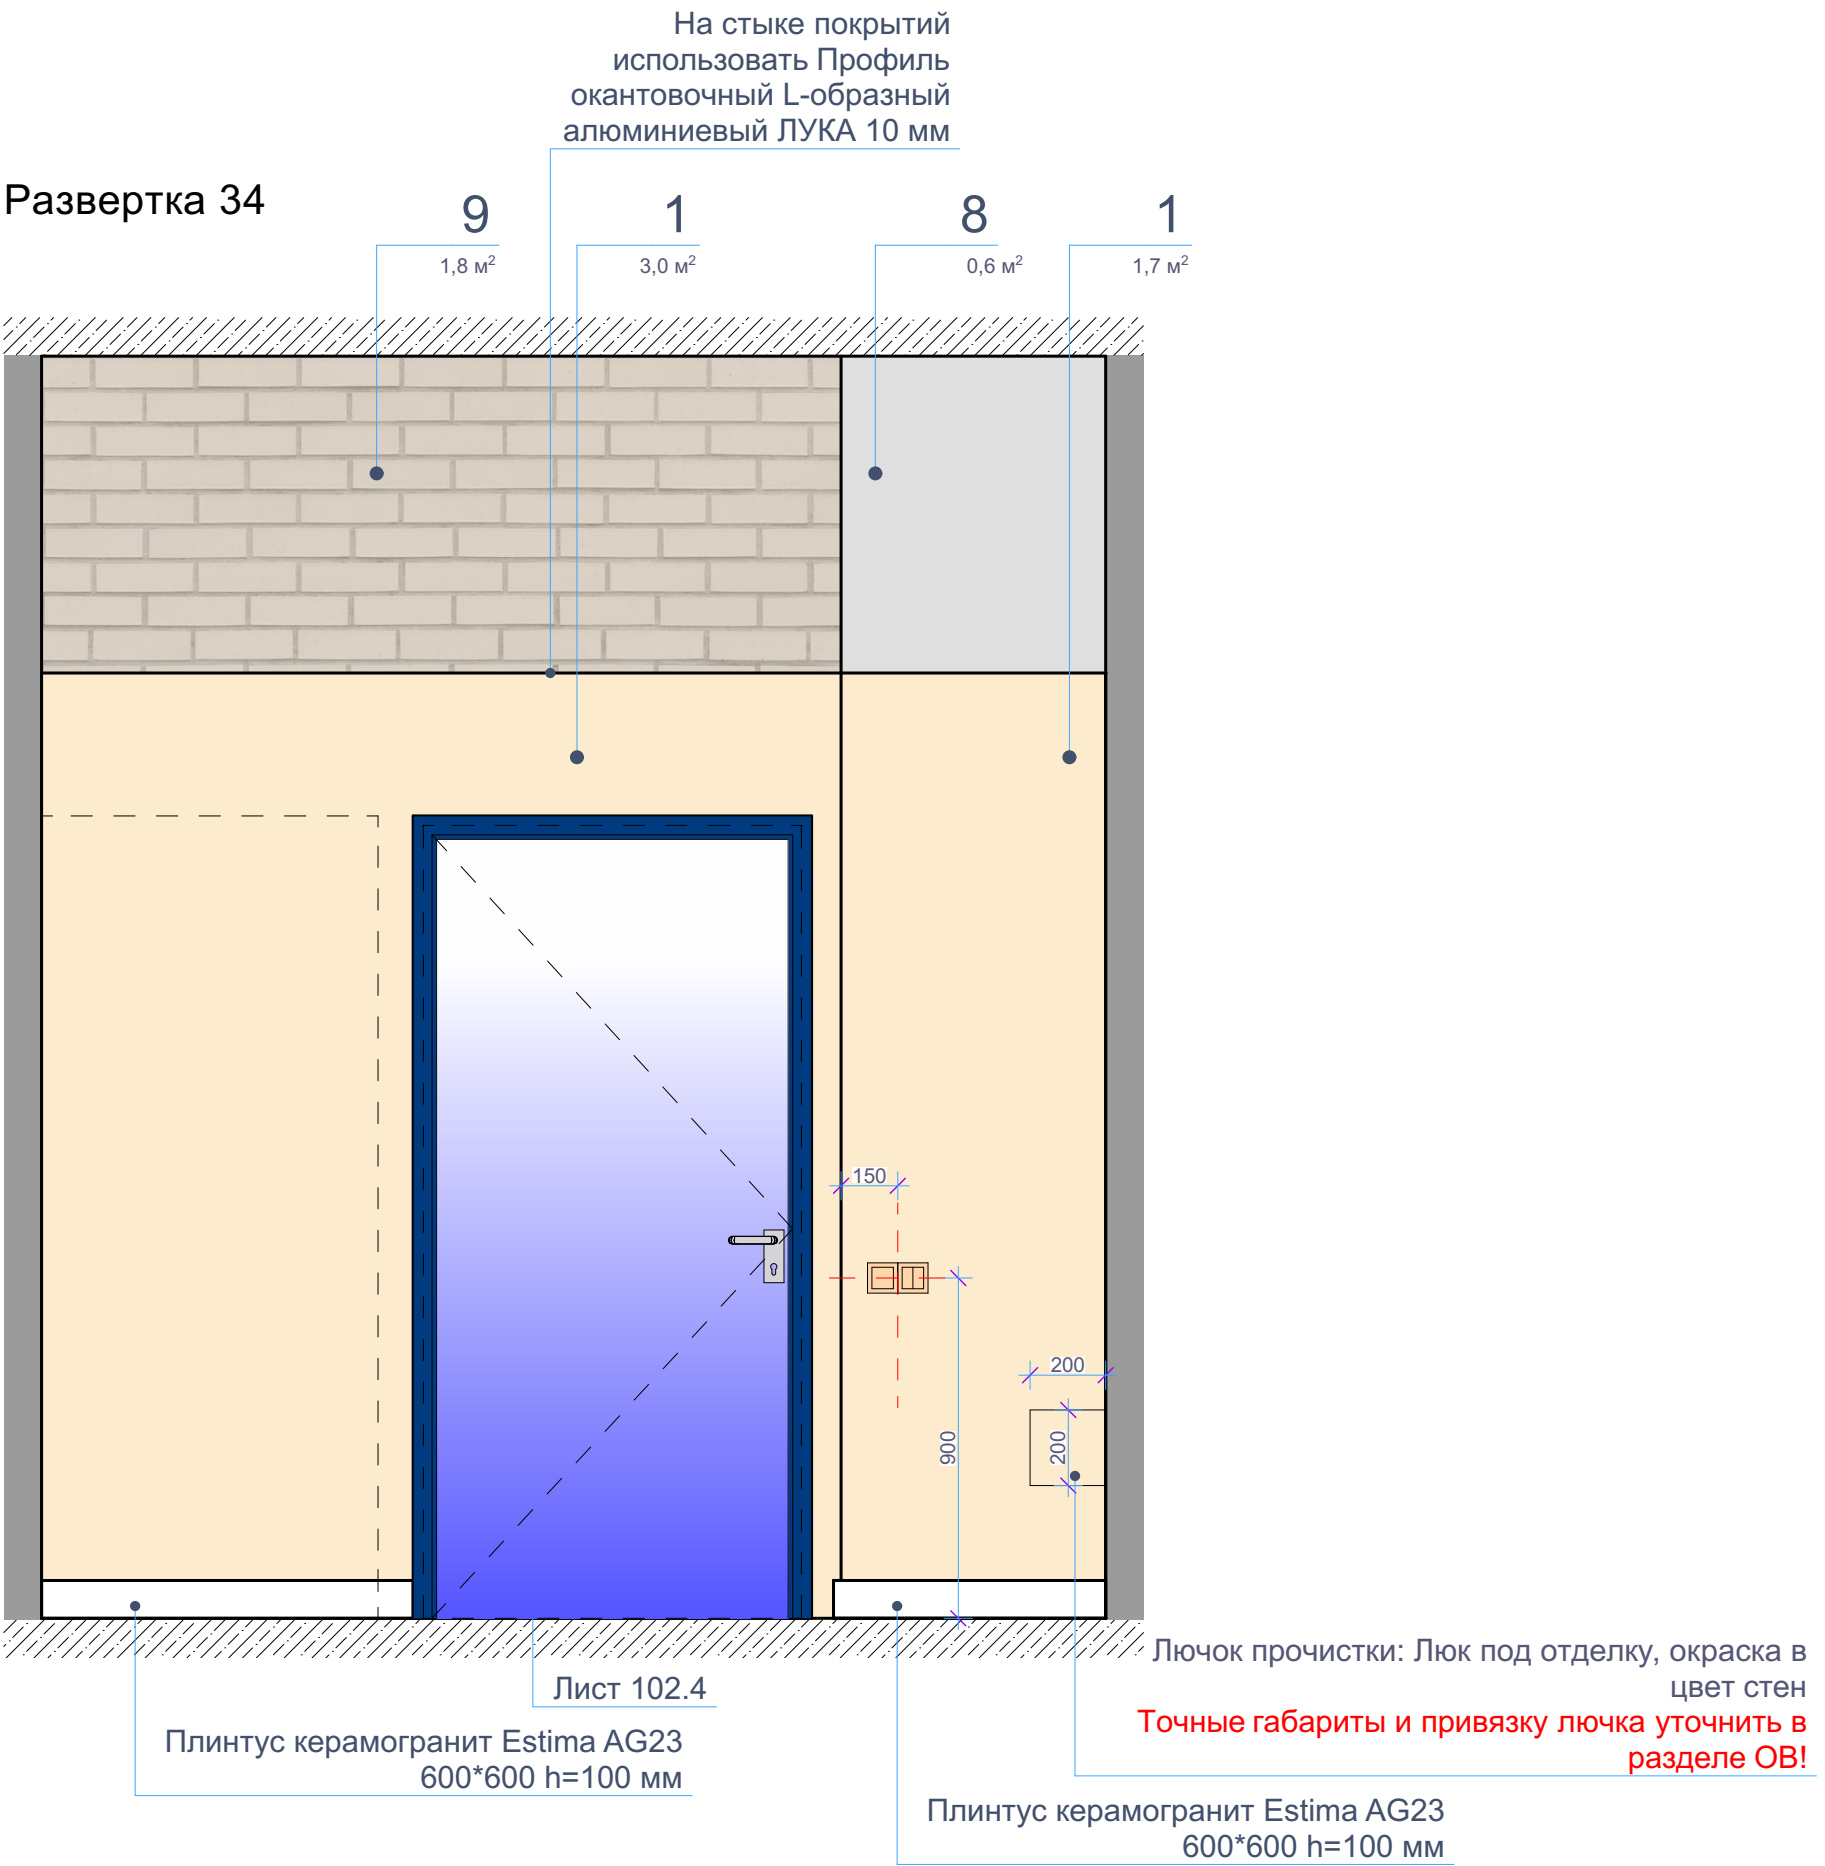 На стыке покрытий
использовать Профиль
окантовочный L-образный
алюминиевый ЛУКА 10 мм
Развертка 34
9
1,8 м²
1
3,0 м²
8
0,6 м²
1
1,7 м²
150
200
200
900
Лючок прочистки: Люк под отделку, окраска в
цвет стен
Точные габариты и привязку лючка уточнить в
разделе ОВ!
Лист 102.4
Плинтус керамогранит Estima AG23
600*600 h=100 мм
Плинтус керамогранит Estima AG23
600*600 h=100 мм